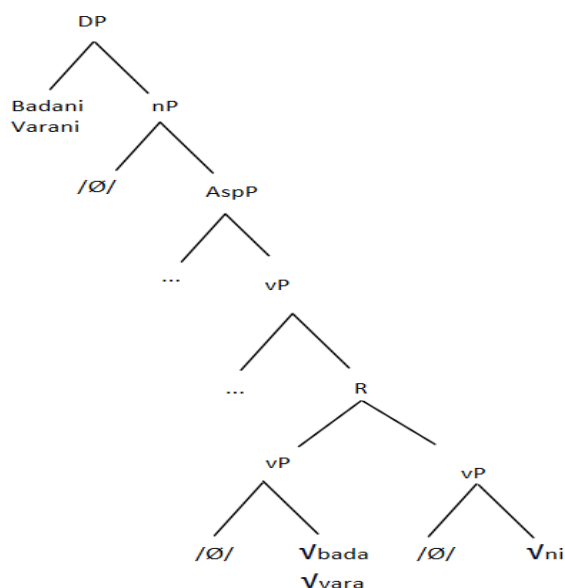 DP
Badani nP
Varani
/Ø/ AspP
... vP
... R
vP vP
/Ø/ √bada /Ø/ √ni
√vara